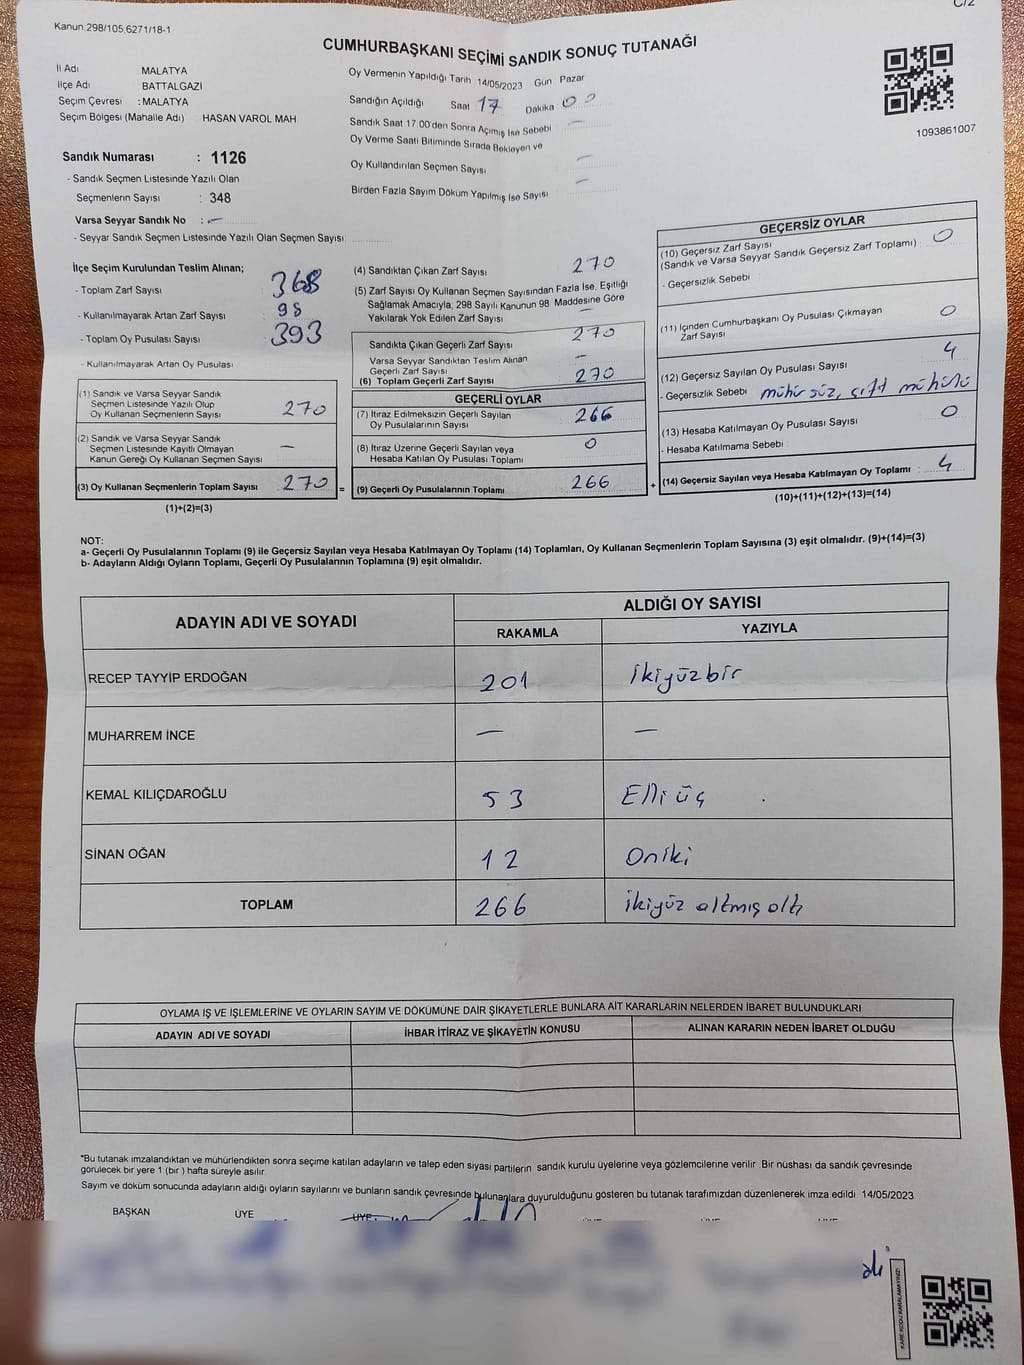 Kanun.298/105,6271/18-1
C/2
CUMHURBAŞKANI SEÇİMİ SANDIK SONUÇ TUTANAĞI
İl Adı MALATYA
İlçe Adı BATTALGAZİ
Seçim Çevresi : MALATYA
Seçim Bölgesi (Mahalle Adı) HASAN VAROL MAH
Sandık Numarası : 1126
- Sandık Seçmen Listesinde Yazılı Olan
Seçmenlerin Sayısı : 348
Varsa Seyyar Sandık No : —
- Seyyar Sandık Seçmen Listesinde Yazılı Olan Seçmen Sayısı
Oy Vermenin Yapıldığı Tarih 14/05/2023 Gün Pazar
Sandığın Açıldığı Saat 17 Dakika 00
Sandık Saat 17:00'den Sonra Açımış İse Sebebi —
Oy Verme Saati Bitiminde Sırada Bekleyen ve
Oy Kullandırılan Seçmen Sayısı —
Birden Fazla Sayım Döküm Yapılmış İse Sayısı —
1093861007
İlçe Seçim Kurulundan Teslim Alınan;
- Toplam Zarf Sayısı 368
- Kullanılmayarak Artan Zarf Sayısı 98
- Toplam Oy Pusulası Sayısı 393
- Kullanılmayarak Artan Oy Pusulası
(1) Sandık ve Varsa Seyyar Sandık
Seçmen Listesinde Yazılı Olup
Oy Kullanan Seçmenlerin Sayısı 270
(2) Sandık ve Varsa Seyyar Sandık
Seçmen Listesinde Kayıtlı Olmayan
Kanun Gereği Oy Kullanan Seçmen Sayısı —
(3) Oy Kullanan Seçmenlerin Toplam Sayısı 270 =
(1)+(2)=(3)
(4) Sandıktan Çıkan Zarf Sayısı 270
(5) Zarf Sayısı Oy Kullanan Seçmen Sayısından Fazla İse, Eşitliği
Sağlamak Amacıyla, 298 Sayılı Kanunun 98. Maddesine Göre
Yakılarak Yok Edilen Zarf Sayısı —
Sandıkta Çıkan Geçerli Zarf Sayısı 270
Varsa Seyyar Sandıktan Teslim Alınan
Geçerli Zarf Sayısı —
(6) Toplam Geçerli Zarf Sayısı 270
GEÇERLİ OYLAR
(7) İtiraz Edilmeksizin Geçerli Sayılan
Oy Pusulalarının Sayısı 266
(8) İtiraz Üzerine Geçerli Sayılan veya
Hesaba Katılan Oy Pusulası Toplamı 0
(9) Geçerli Oy Pusulalarının Toplamı 266 +
GEÇERSİZ OYLAR
(10) Geçersiz Zarf Sayısı
(Sandık ve Varsa Seyyar Sandık Geçersiz Zarf Toplamı) : 0
- Geçersizlik Sebebi :
(11) İçinden Cumhurbaşkanı Oy Pusulası Çıkmayan
Zarf Sayısı 0
(12) Geçersiz Sayılan Oy Pusulası Sayısı 4
- Geçersizlik Sebebi mühürsüz, çift mühürlü
(13) Hesaba Katılmayan Oy Pusulası Sayısı 0
- Hesaba Katılmama Sebebi
(14) Geçersiz Sayılan veya Hesaba Katılmayan Oy Toplamı : 4
(10)+(11)+(12)+(13)=(14)
NOT:
a- Geçerli Oy Pusulalarının Toplamı (9) ile Geçersiz Sayılan veya Hesaba Katılmayan Oy Toplamı (14) Toplamları, Oy Kullanan Seçmenlerin Toplam Sayısına (3) eşit olmalıdır. (9)+(14)=(3)
b- Adayların Aldığı Oyların Toplamı, Geçerli Oy Pusulalarının Toplamına (9) eşit olmalıdır.
ADAYIN ADI VE SOYADI ALDIĞI OY SAYISI
RAKAMLA YAZIYLA
RECEP TAYYİP ERDOĞAN 201 ikiyüzbir
MUHARREM İNCE — —
KEMAL KILIÇDAROĞLU 53 Elli üç
SİNAN OĞAN 12 Oniki
TOPLAM 266 ikiyüz altmış altı
OYLAMA İŞ VE İŞLEMLERİNE VE OYLARIN SAYIM VE DÖKÜMÜNE DAİR ŞİKAYETLERLE BUNLARA AİT KARARLARIN NELERDEN İBARET BULUNDUKLARI
ADAYIN ADI VE SOYADI İHBAR İTİRAZ VE ŞİKAYETİN KONUSU ALINAN KARARIN NEDEN İBARET OLDUĞU
*Bu tutanak imzalandıktan ve mühürlendikten sonra seçime katılan adayların ve talep eden siyasi partilerin sandık kurulu üyelerine veya gözlemcilerine verilir. Bir nüshası da sandık çevresinde
görülecek bir yere 1 (bir ) hafta süreyle asılır.
Sayım ve döküm sonucunda adayların aldığı oyların sayılarını ve bunların sandık çevresinde bulunanlara duyurulduğunu gösteren bu tutanak tarafımızdan düzenlenerek imza edildi. 14/05/2023
BAŞKAN ÜYE ÜYE
KARE KODU KARALAMAYINIZ!